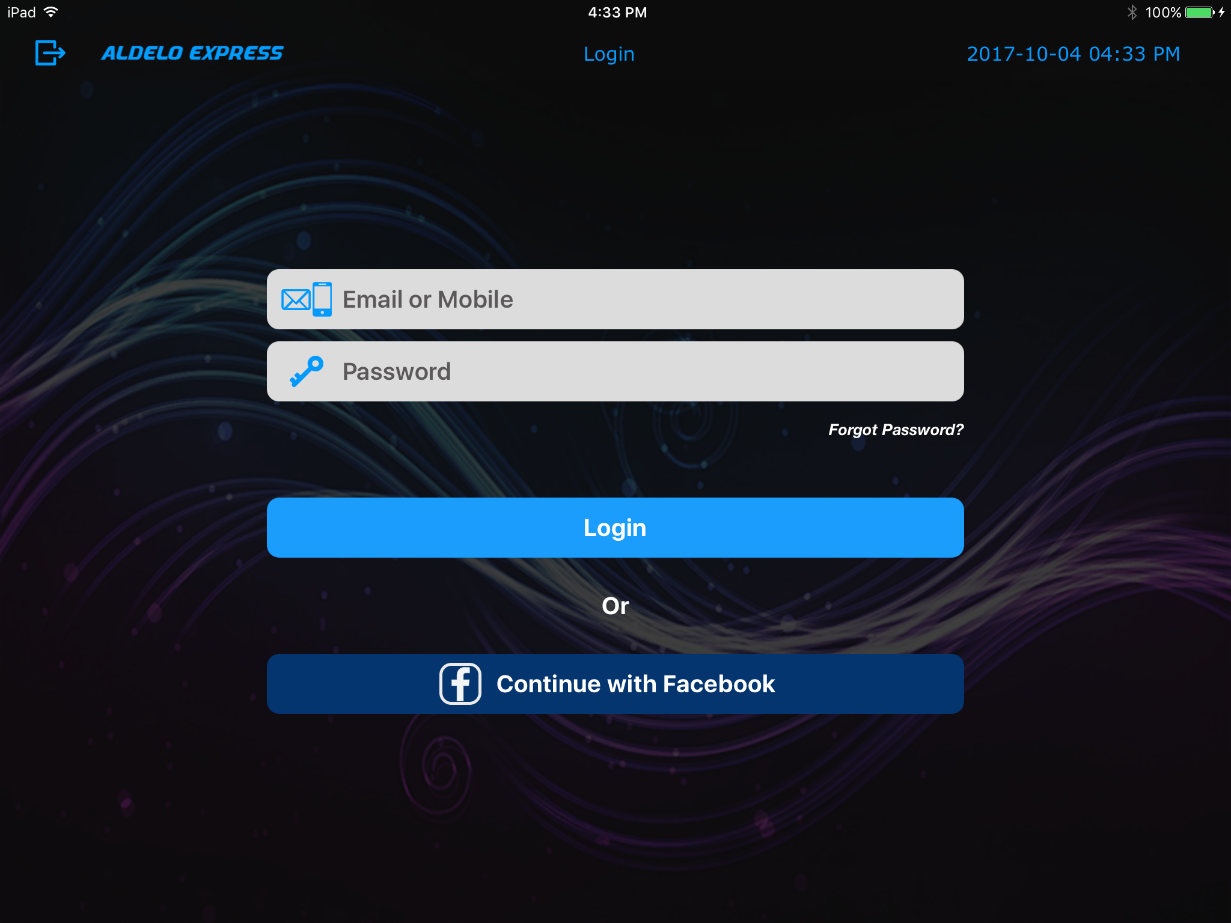 iPad 4:33 PM 100%
ALDELO EXPRESS Login 2017-10-04 04:33 PM
Email or Mobile
Password
Forgot Password?
Login
Or
Continue with Facebook